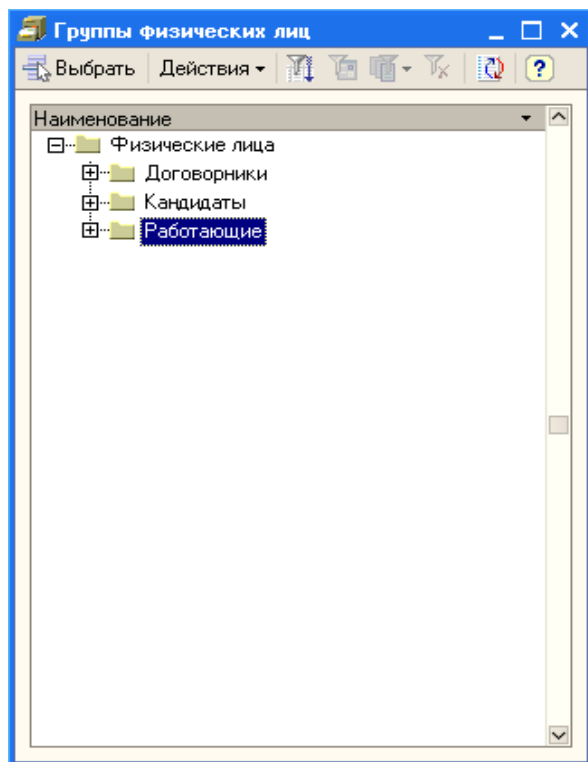 Группы физических лиц
Выбрать Действия ?
Наименование
Физические лица
Договорники
Кандидаты
Работающие